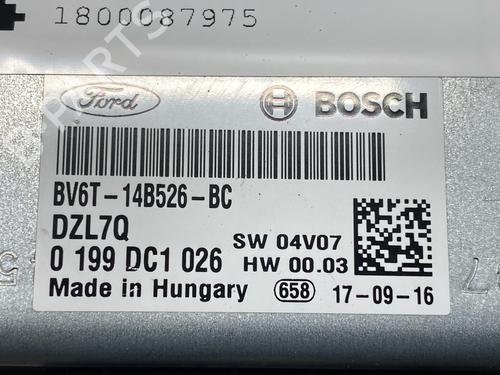 1800087975
Ford
BOSCH
BV6T-14B526-BC
DZL7Q
SW 04V07
0 199 DC1 026
HW 00.03
Made in Hungary
658
17-09-16